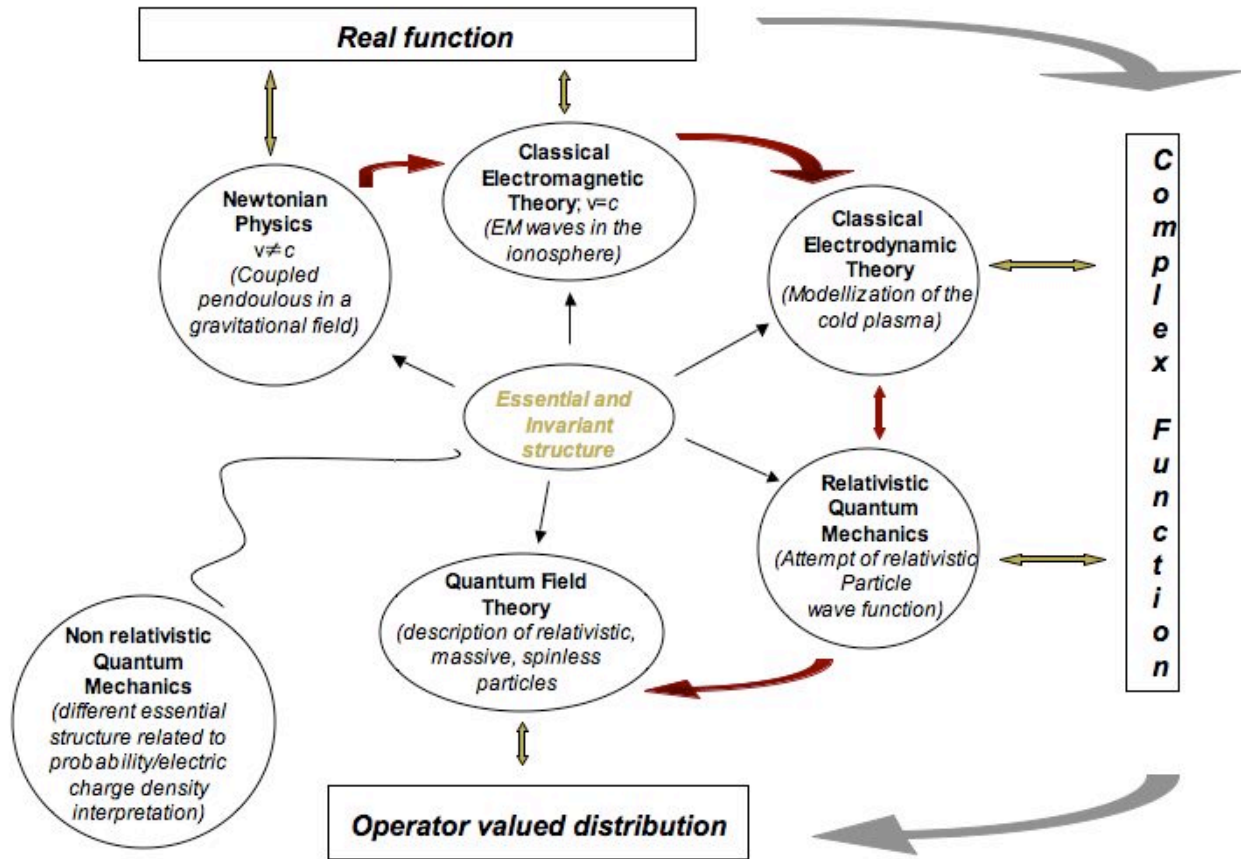 Real function
Newtonian
Physics
v≠c
(Coupled
pendoulous in a
gravitational field)
Classical
Electromagnetic
Theory; v=c
(EM waves in the
ionosphere)
Classical
Electrodynamic
Theory
(Modellization of the
cold plasma)
Complex Function
Essential and
Invariant
structure
Relativistic
Quantum
Mechanics
(Attempt of relativistic
Particle
wave function)
Quantum Field
Theory
(description of relativistic,
massive, spinless
particles
Non relativistic
Quantum
Mechanics
(different essential
structure related to
probability/electric
charge density
interpretation)
Operator valued distribution